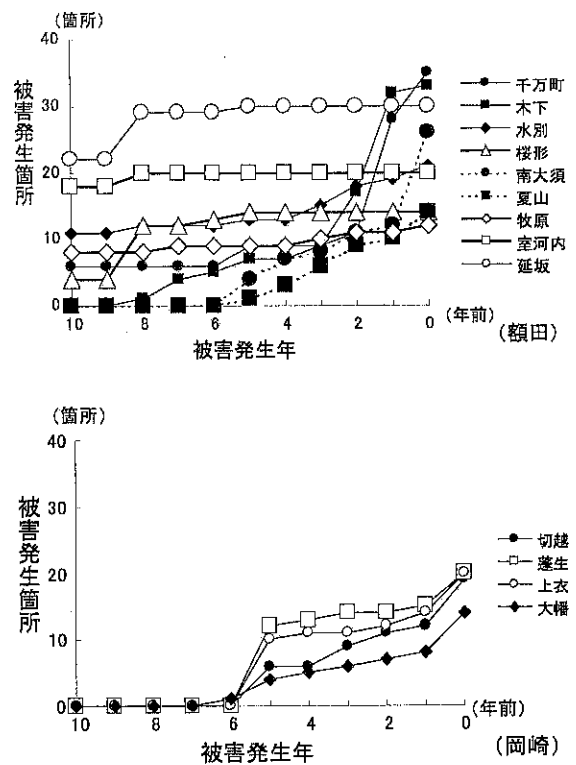 (箇所)
40
30
20
10
0
被害発生箇所
10 8 6 4 2 0 (年前)
被害発生年
(額田)
千万町
木下
水別
桜形
南大須
夏山
牧原
室河内
延坂
(箇所)
40
30
20
10
0
被害発生箇所
10 8 6 4 2 0 (年前)
被害発生年
(岡崎)
切越
蓬生
上衣
大幡